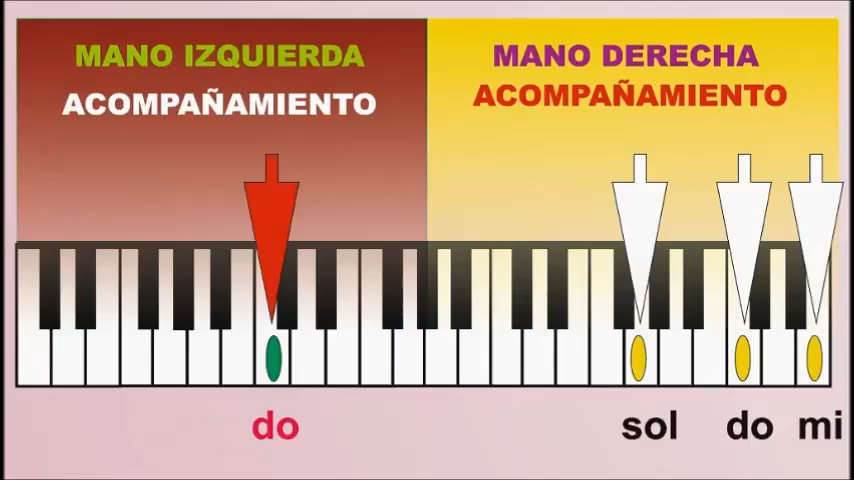 MANO IZQUIERDA
ACOMPAÑAMIENTO
MANO DERECHA
ACOMPAÑAMIENTO
do
sol do mi